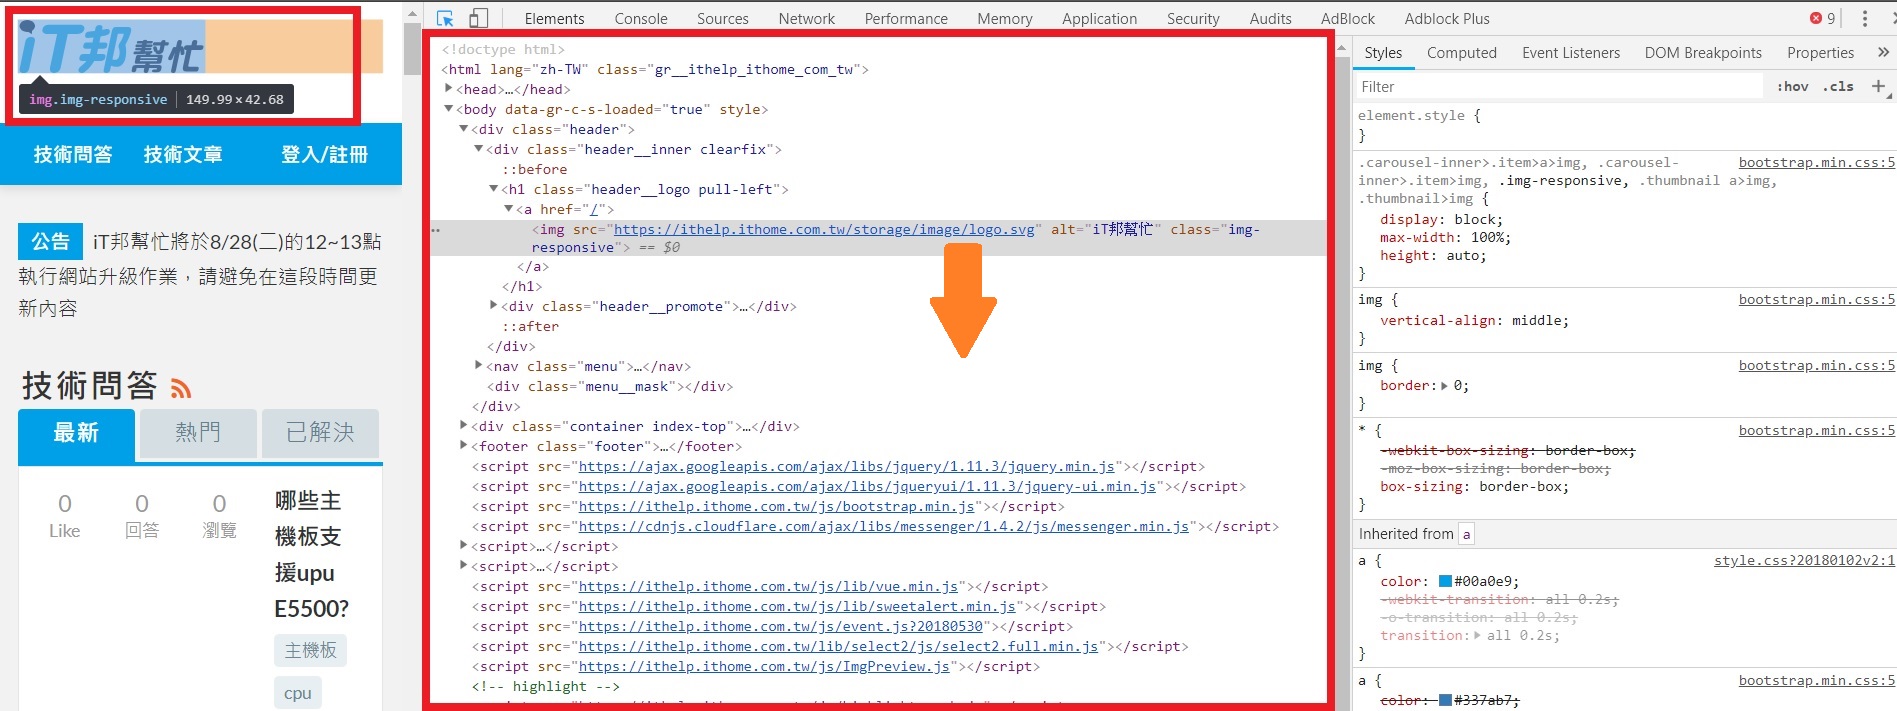 iT邦幫忙
img.img-responsive | 149.99 × 42.68
技術問答 技術文章 登入/註冊
公告 iT邦幫忙將於8/28(二)的12~13點
執行網站升級作業，請避免在這段時間更
新內容
技術問答
最新 熱門 已解決
0 0 0
Like 回答 瀏覽
哪些主
機板支
援upu
E5500?
主機板
cpu
Elements Console Sources Network Performance Memory Application Security Audits AdBlock Adblock Plus 9
<!doctype html>
<html lang="zh-TW" class="gr__ithelp_ithome_com_tw">
<head>…</head>
<body data-gr-c-s-loaded="true" style>
<div class="header">
<div class="header__inner clearfix">
::before
<h1 class="header__logo pull-left">
<a href="/">
<img src="https://ithelp.ithome.com.tw/storage/image/logo.svg" alt="iT邦幫忙" class="img-
responsive"> == $0
</a>
</h1>
<div class="header__promote">…</div>
::after
</div>
<nav class="menu">…</nav>
<div class="menu__mask"></div>
</div>
<div class="container index-top">…</div>
<footer class="footer">…</footer>
<script src="https://ajax.googleapis.com/ajax/libs/jquery/1.11.3/jquery.min.js"></script>
<script src="https://ajax.googleapis.com/ajax/libs/jqueryui/1.11.3/jquery-ui.min.js"></script>
<script src="https://ithelp.ithome.com.tw/js/bootstrap.min.js"></script>
<script src="https://cdnjs.cloudflare.com/ajax/libs/messenger/1.4.2/js/messenger.min.js"></script>
<script>…</script>
<script>…</script>
<script src="https://ithelp.ithome.com.tw/js/lib/vue.min.js"></script>
<script src="https://ithelp.ithome.com.tw/js/lib/sweetalert.min.js"></script>
<script src="https://ithelp.ithome.com.tw/js/event.js?20180530"></script>
<script src="https://ithelp.ithome.com.tw/lib/select2/js/select2.full.min.js"></script>
<script src="https://ithelp.ithome.com.tw/js/ImgPreview.js"></script>
<!-- highlight -->
Styles Computed Event Listeners DOM Breakpoints Properties »
Filter :hov .cls +
element.style {
}
.carousel-inner>.item>a>img, .carousel- bootstrap.min.css:5
inner>.item>img, .img-responsive, .thumbnail a>img,
.thumbnail>img {
display: block;
max-width: 100%;
height: auto;
}
img { bootstrap.min.css:5
vertical-align: middle;
}
img { bootstrap.min.css:5
border: 0;
}
* { bootstrap.min.css:5
-webkit-box-sizing: border-box;
-moz-box-sizing: border-box;
box-sizing: border-box;
}
Inherited from a
a { style.css?20180102v2:1
color: #00a0e9;
-webkit-transition: all 0.2s;
-o-transition: all 0.2s;
transition: all 0.2s;
}
a { bootstrap.min.css:5
color: #337ab7;